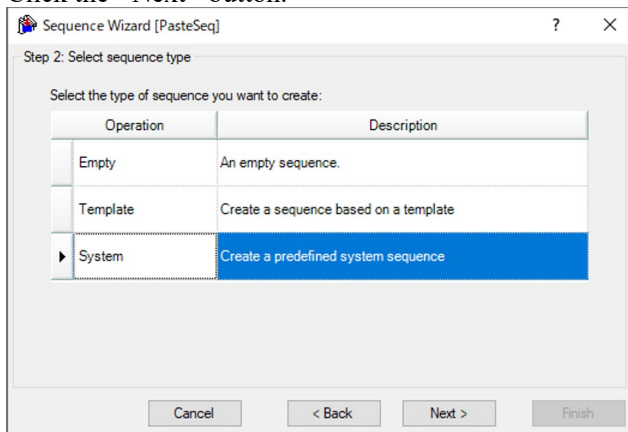 Sequence Wizard [PasteSeq]
?
Step 2: Select sequence type
Select the type of sequence you want to create:
Operation Description
Empty An empty sequence.
Template Create a sequence based on a template
System Create a predefined system sequence
Cancel < Back Next > Finish